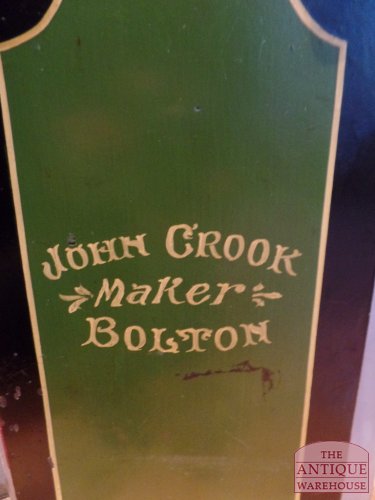 JOHN CROOK
Maker
BOLTON
THE
ANTIQUE
WAREHOUSE